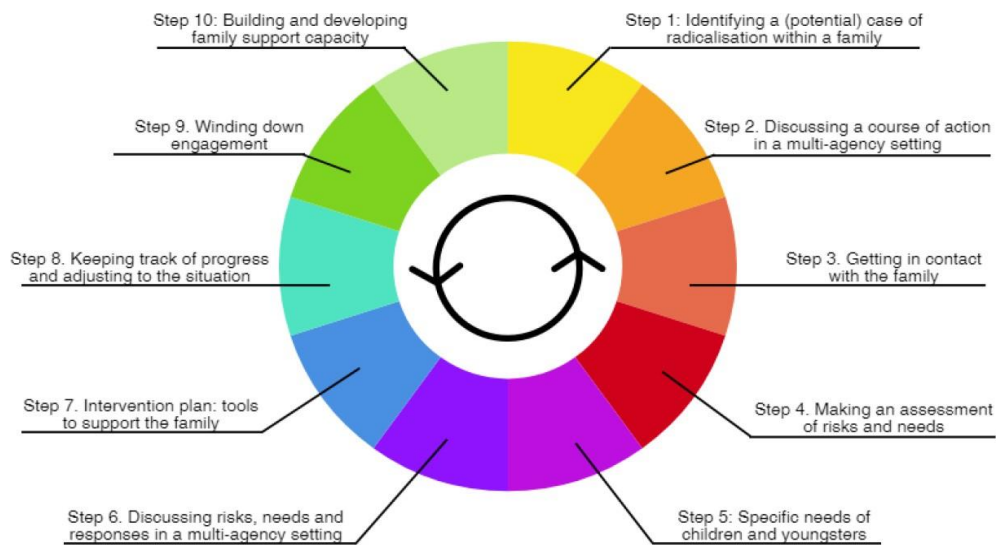 Step 1: Identifying a (potential) case of
radicalisation within a family
Step 2. Discussing a course of action
in a multi-agency setting
Step 3. Getting in contact
with the family
Step 4. Making an assessment
of risks and needs
Step 5: Specific needs of
children and youngsters
Step 6. Discussing risks, needs and
responses in a multi-agency setting
Step 7. Intervention plan: tools
to support the family
Step 8. Keeping track of progress
and adjusting to the situation
Step 9. Winding down
engagement
Step 10: Building and developing
family support capacity